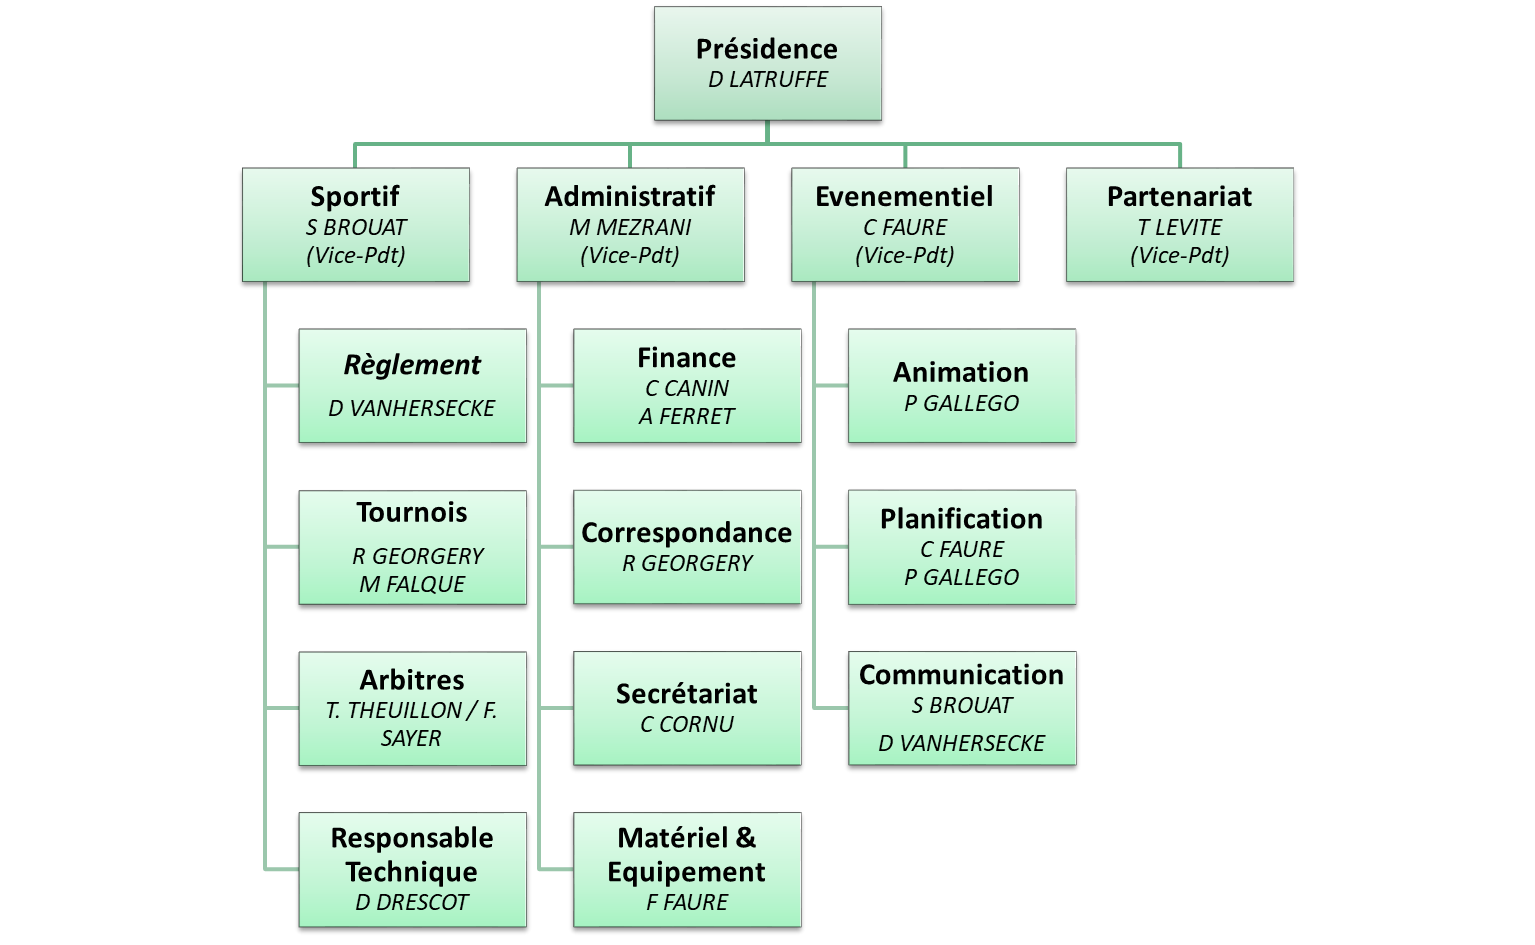 Présidence
D LATRUFFE
Sportif
S BROUAT
(Vice-Pdt)
Administratif
M MEZRANI
(Vice-Pdt)
Evenementiel
C FAURE
(Vice-Pdt)
Partenariat
T LEVITE
(Vice-Pdt)
Règlement
D VANHERSECKE
Tournois
R GEORGERY
M FALQUE
Arbitres
T. THEUILLON / F.
SAYER
Responsable
Technique
D DRESCOT
Finance
C CANIN
A FERRET
Correspondance
R GEORGERY
Secrétariat
C CORNU
Matériel &
Equipement
F FAURE
Animation
P GALLEGO
Planification
C FAURE
P GALLEGO
Communication
S BROUAT
D VANHERSECKE